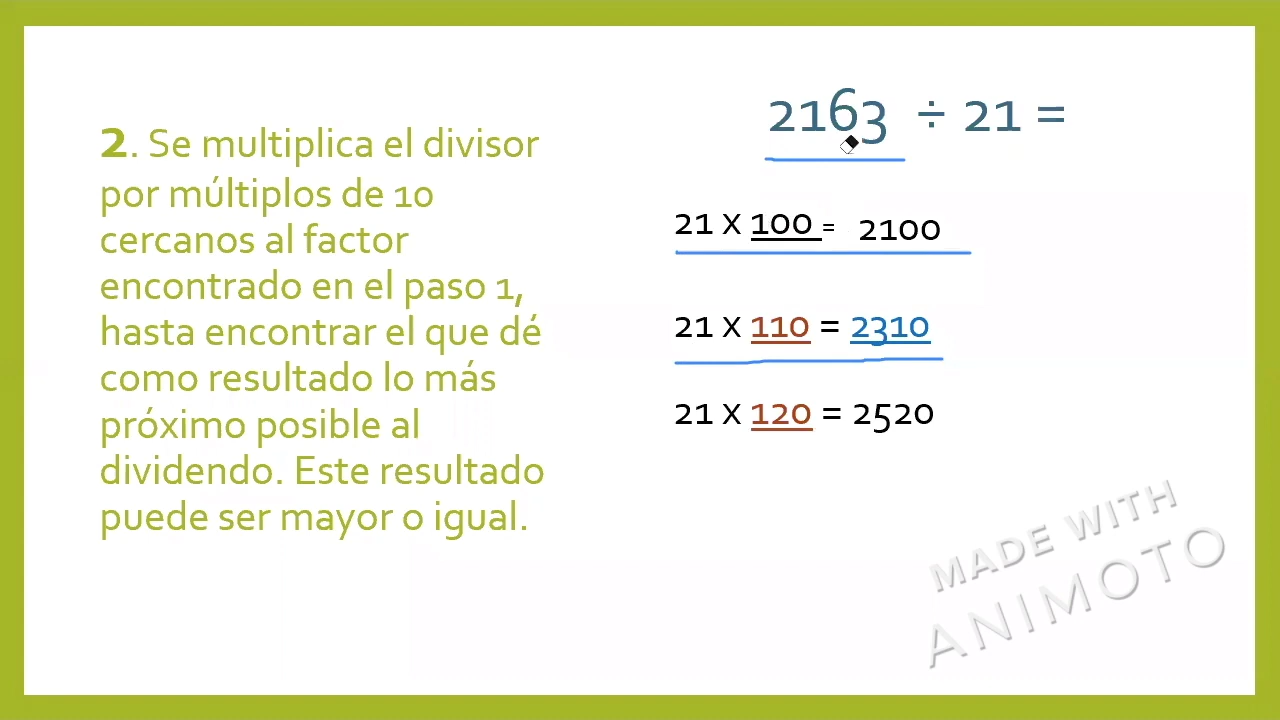 2. Se multiplica el divisor
por múltiplos de 10
cercanos al factor
encontrado en el paso 1,
hasta encontrar el que dé
como resultado lo más
próximo posible al
dividendo. Este resultado
puede ser mayor o igual.
2163 ÷ 21 =
21 X 100 = 2100
21 X 110 = 2310
21 X 120 = 2520
MADE WITH
ANIMOTO